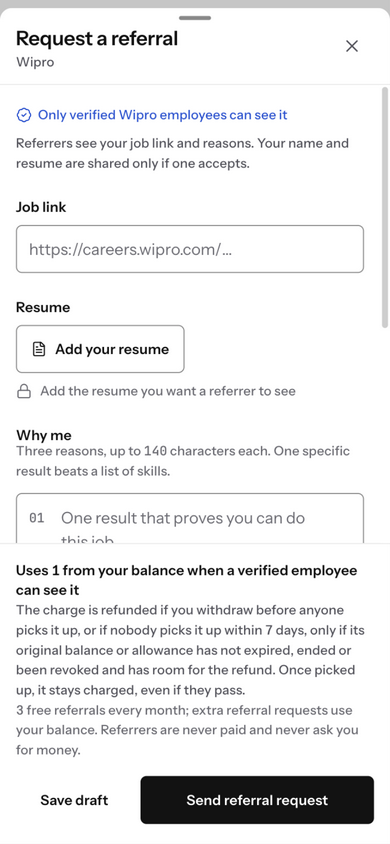 Request a referral
Wipro
Only verified Wipro employees can see it
Referrers see your job link and reasons. Your name and
resume are shared only if one accepts.
Job link
https://careers.wipro.com/...
Resume
Add your resume
Add the resume you want a referrer to see
Why me
Three reasons, up to 140 characters each. One specific
result beats a list of skills.
01 One result that proves you can do
this job
Uses 1 from your balance when a verified employee
can see it
The charge is refunded if you withdraw before anyone
picks it up, or if nobody picks it up within 7 days, only if its
original balance or allowance has not expired, ended or
been revoked and has room for the refund. Once picked
up, it stays charged, even if they pass.
3 free referrals every month; extra referral requests use
your balance. Referrers are never paid and never ask you
for money.
Save draft
Send referral request